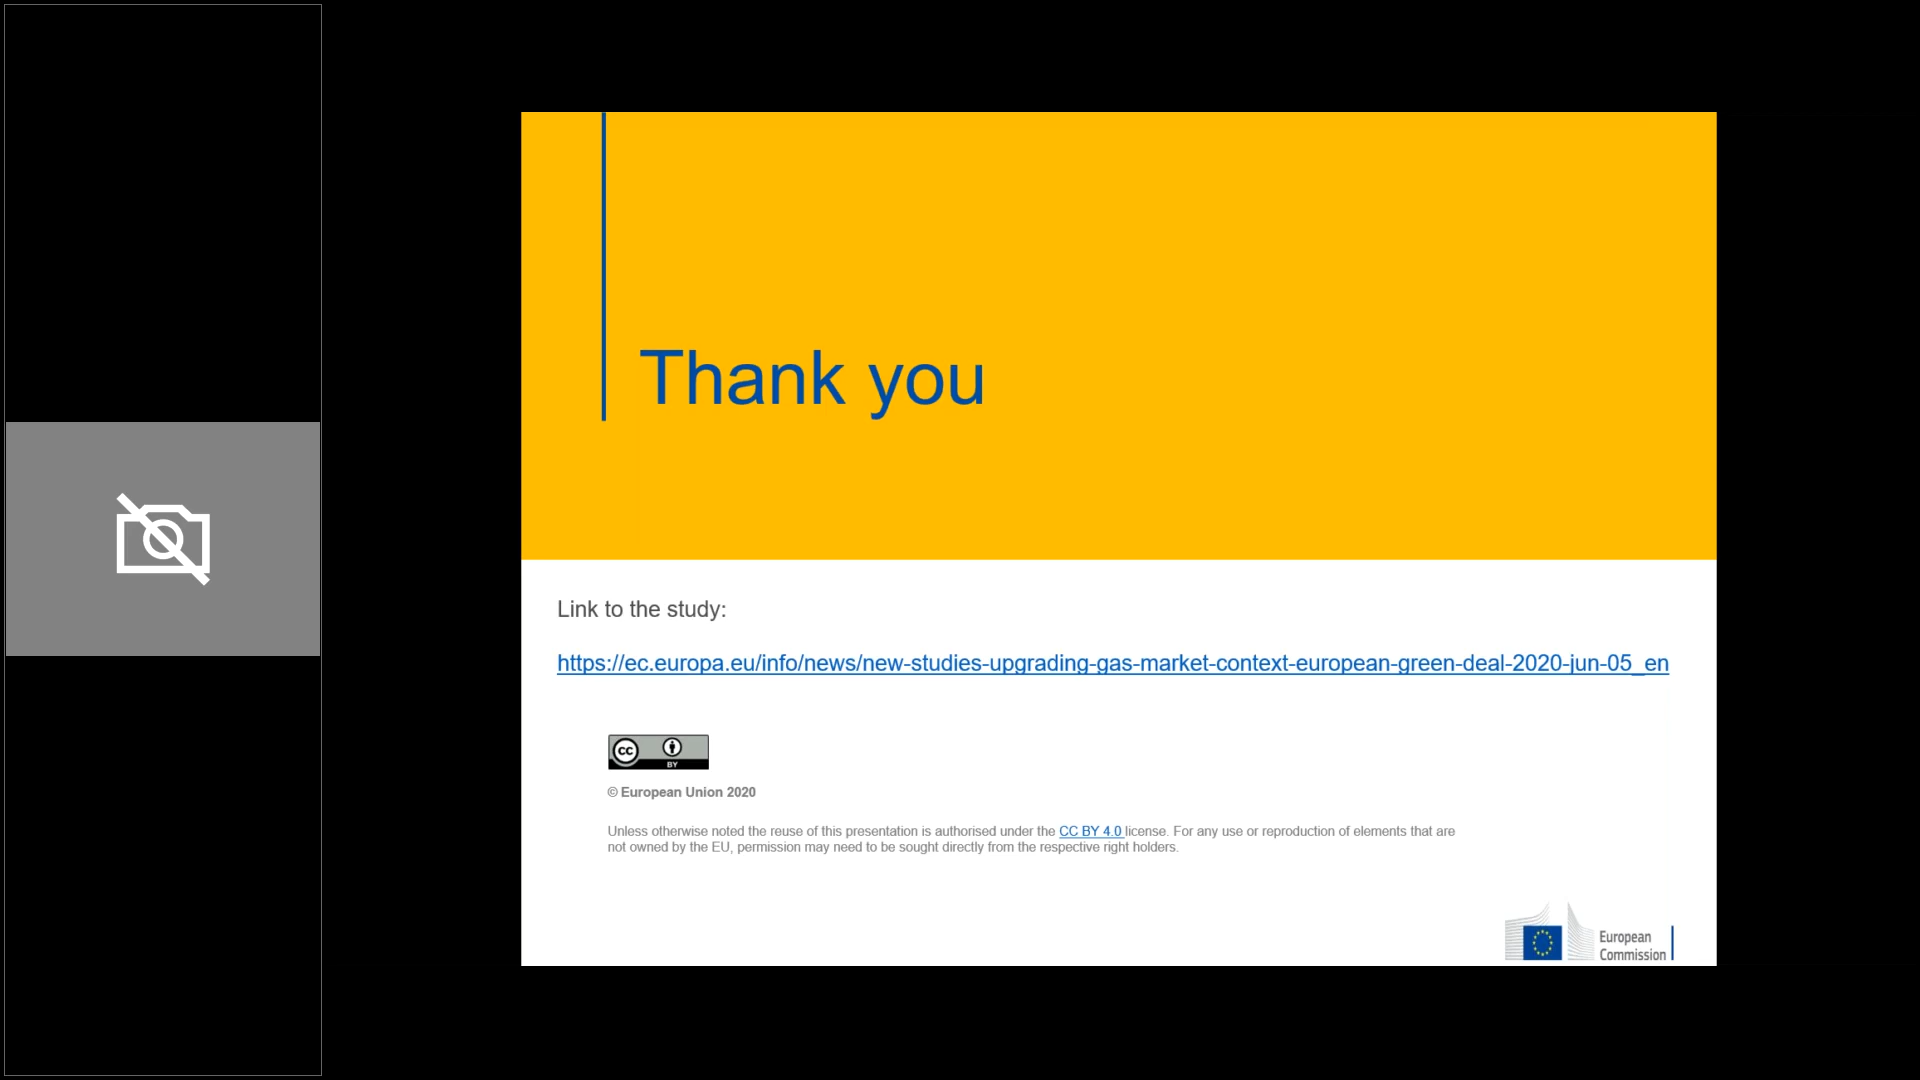 Thank you
Link to the study:
https://ec.europa.eu/info/news/new-studies-upgrading-gas-market-context-european-green-deal-2020-jun-05_en
cc
BY
© European Union 2020
Unless otherwise noted the reuse of this presentation is authorised under the CC BY 4.0 license. For any use or reproduction of elements that are
not owned by the EU, permission may need to be sought directly from the respective right holders.
European
Commission